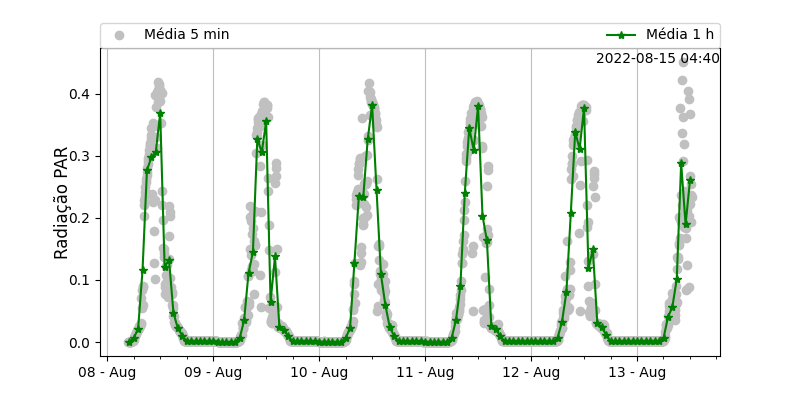 Média 5 min
Média 1 h
2022-08-15 04:40
Radiação PAR
0.4
0.3
0.2
0.1
0.0
08 - Aug
09 - Aug
10 - Aug
11 - Aug
12 - Aug
13 - Aug